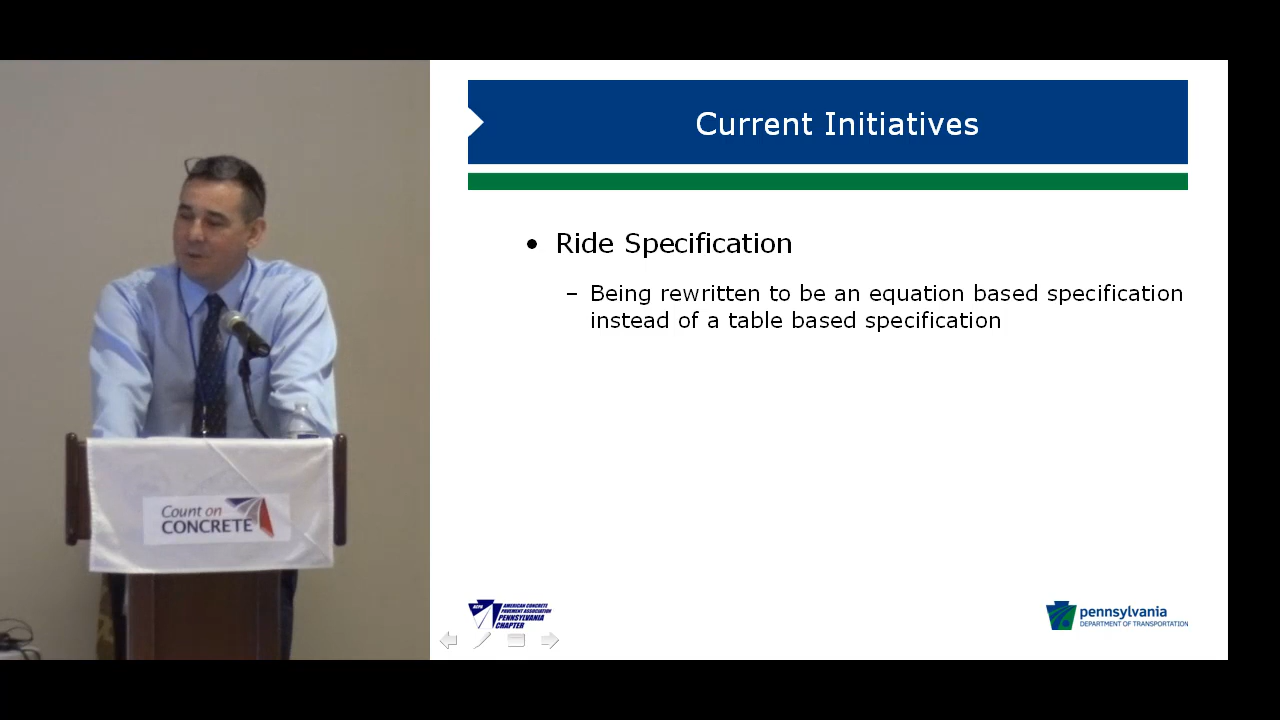 Current Initiatives
• Ride Specification
– Being rewritten to be an equation based specification
instead of a table based specification
Count on
CONCRETE
ACPA
AMERICAN CONCRETE
PAVEMENT ASSOCIATION
PENNSYLVANIA
CHAPTER
pennsylvania
DEPARTMENT OF TRANSPORTATION